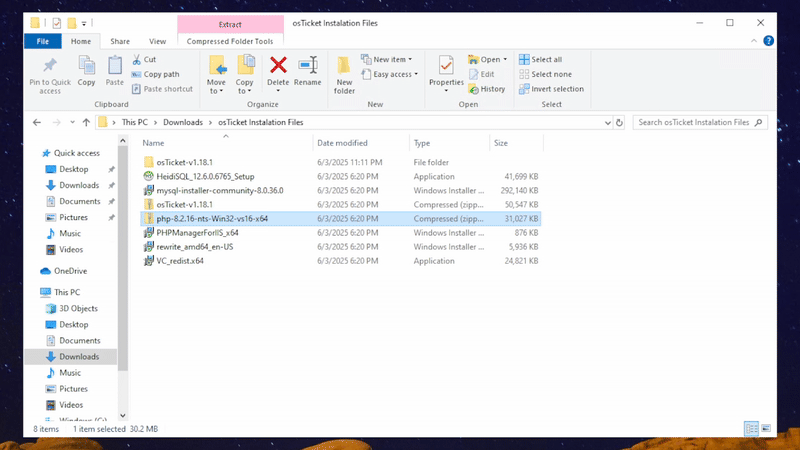 Extract
osTicket Instalation Files
File
Home
Share
View
Compressed Folder Tools
Pin to Quick access
Copy
Paste
Cut
Copy path
Paste shortcut
Move to
Copy to
Delete
Rename
New folder
New item
Easy access
Properties
Open
Edit
History
Select all
Select none
Invert selection
Clipboard
Organize
New
Open
Select
This PC > Downloads > osTicket Instalation Files
Search osTicket Instalation Files
Name Date modified Type Size
osTicket-v1.18.1 6/3/2025 11:11 PM File folder
HeidiSQL_12.6.0.6765_Setup 6/3/2025 6:20 PM Application 41,699 KB
mysql-installer-community-8.0.36.0 6/3/2025 6:20 PM Windows Installer ... 292,140 KB
osTicket-v1.18.1 6/3/2025 6:20 PM Compressed (zipp... 50,547 KB
php-8.2.16-nts-Win32-vs16-x64 6/3/2025 6:20 PM Compressed (zipp... 31,027 KB
PHPManagerForIIS_x64 6/3/2025 6:20 PM Windows Installer ... 876 KB
rewrite_amd64_en-US 6/3/2025 6:20 PM Windows Installer ... 5,936 KB
VC_redist.x64 6/3/2025 6:20 PM Application 24,821 KB
Quick access
Desktop
Downloads
Documents
Pictures
Music
Videos
OneDrive
This PC
3D Objects
Desktop
Documents
Downloads
Music
Pictures
Videos
8 items 1 item selected 30.2 MB